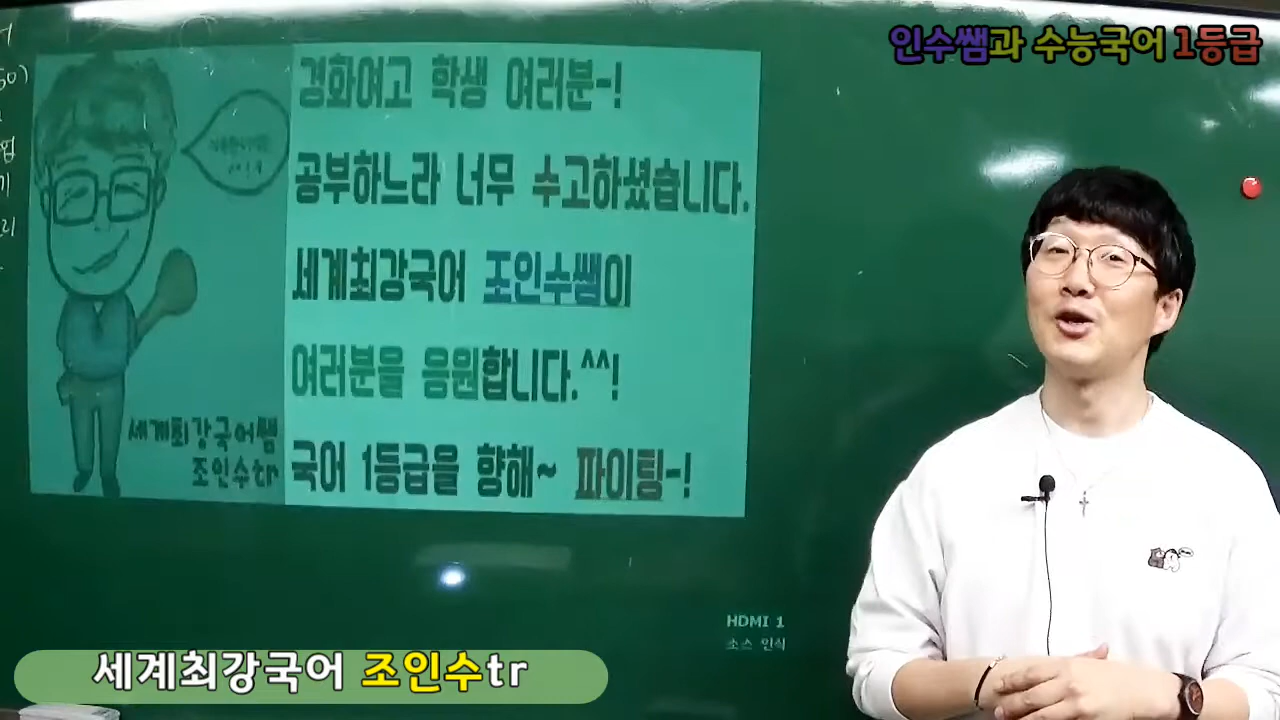 인수쌤과 수능국어 1등급
경화여고 학생 여러분~!
공부하느라 너무 수고하셨습니다.
세계최강국어 조인수쌤이
여러분을 응원합니다.^^!
국어 1등급을 향해~ 파이팅~!
세계최강국어쌤
조인수tr
HDMI 1
소스 인식
세계최강국어 조인수tr